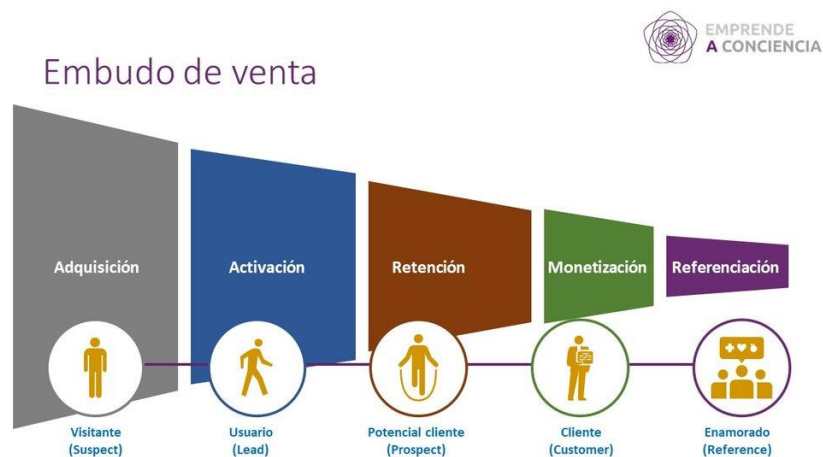 EMPRENDE
A CONCIENCIA
Embudo de venta
Adquisición
Activación
Retención
Monetización
Referenciación
Visitante
(Suspect)
Usuario
(Lead)
Potencial cliente
(Prospect)
Cliente
(Customer)
Enamorado
(Reference)